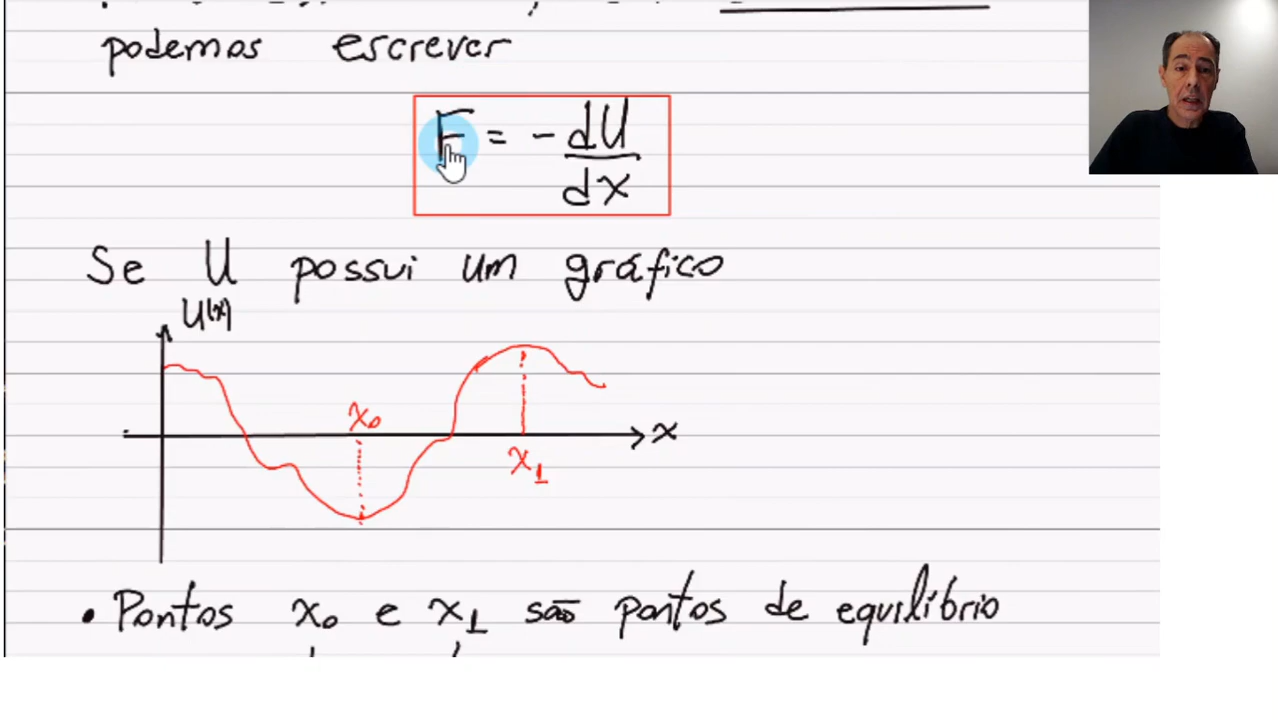 podemos escrever
F = - dU
dx
Se U possui um gráfico
U(x)
x₀
x
x₁
• Pontos x₀ e x₁ são pontos de equilíbrio